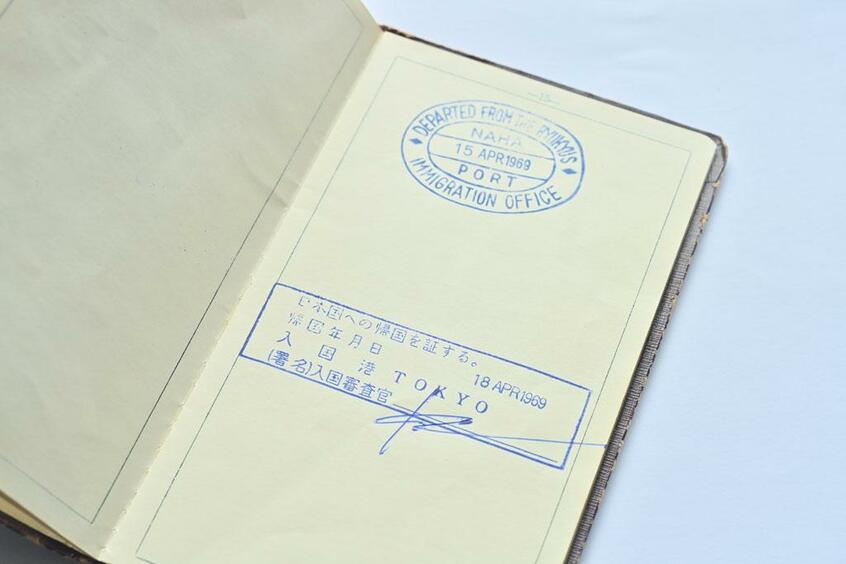 —15—
DEPARTED FROM THE RYUKYUS
NAHA
15 APR 1969
PORT
IMMIGRATION OFFICE
日本国への帰国を証する。
帰国年月日 18 APR 1969
入国港 TOKYO
(署名)入国審査官